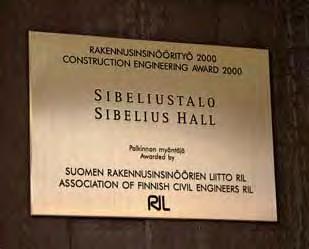 RAKENNUSINSINÖÖRITYÖ 2000
CONSTRUCTION ENGINEERING AWARD 2000
SIBELIUSTALO
SIBELIUS HALL
Palkinnon myöntäjä
Awarded by
SUOMEN RAKENNUSINSINÖÖRIEN LIITTO RIL
ASSOCIATION OF FINNISH CIVIL ENGINEERS RIL
RIL